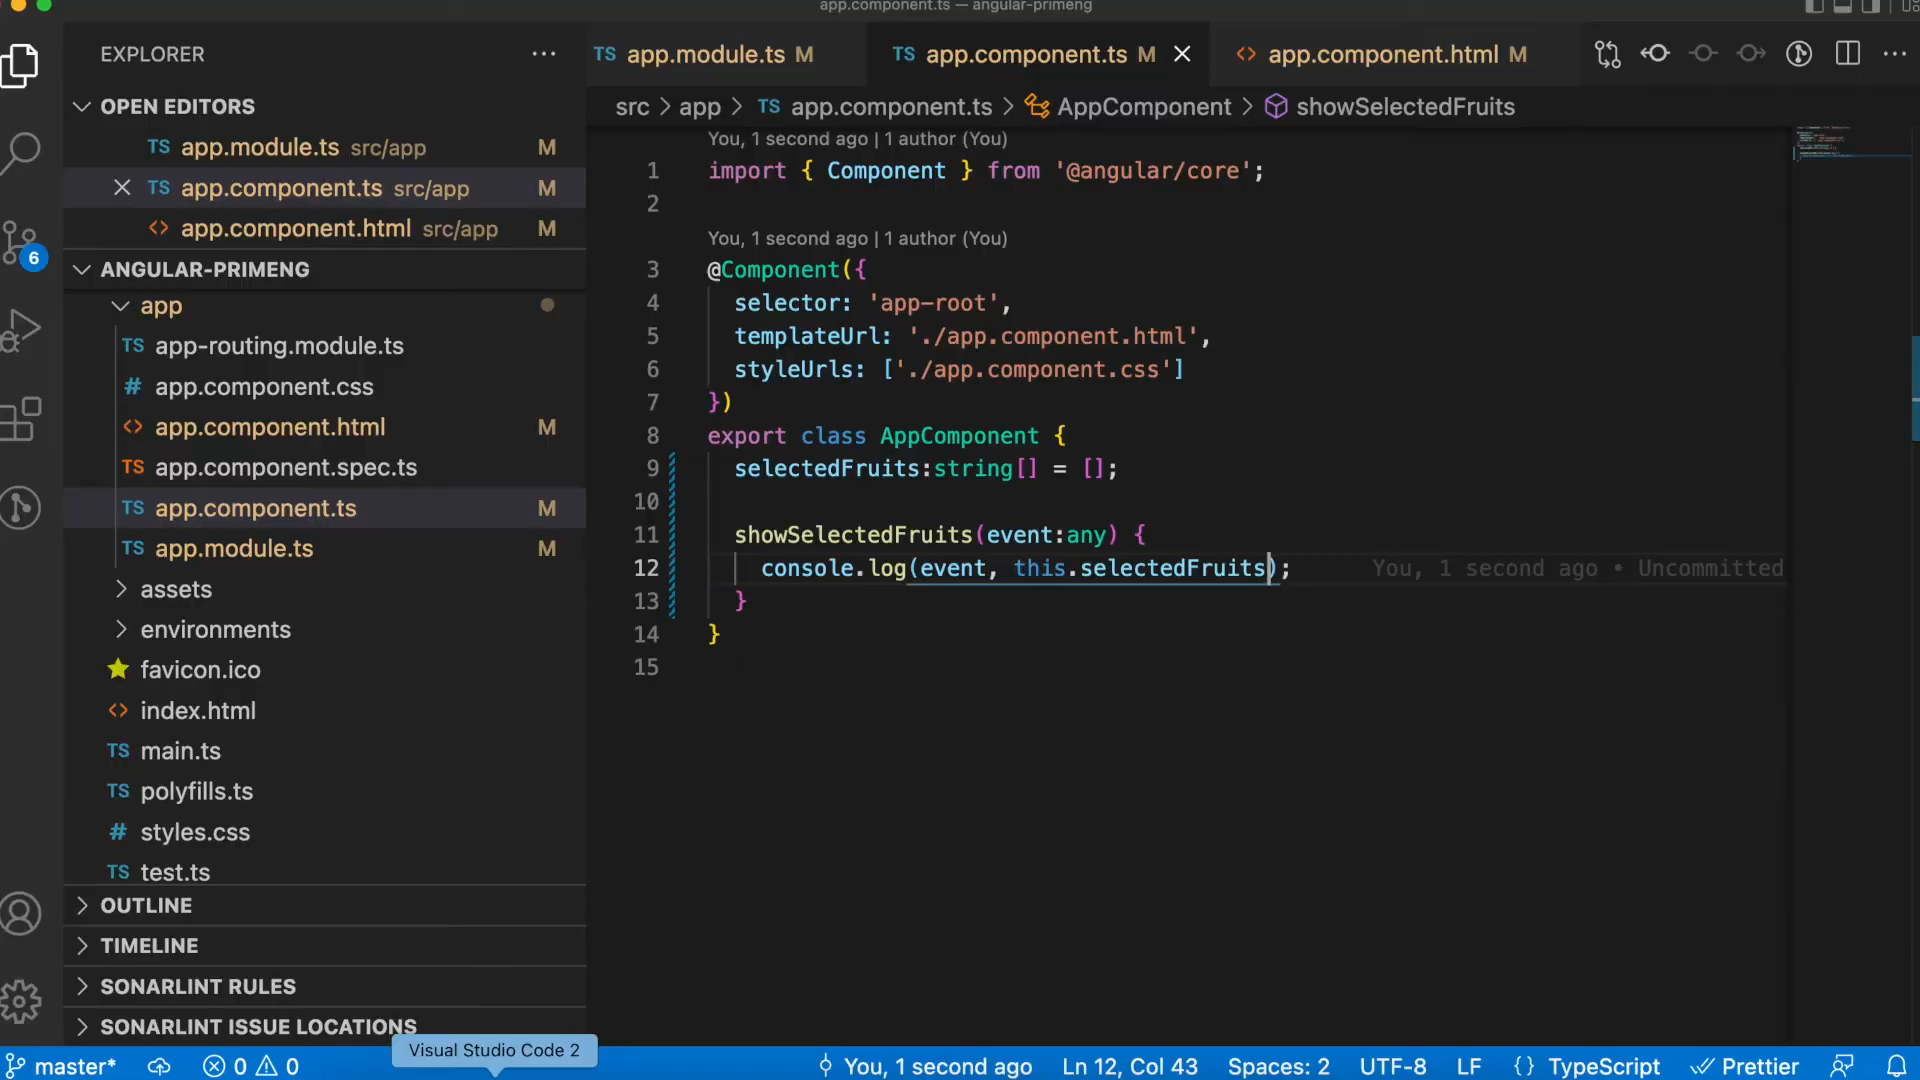 app.component.ts — angular-primeng
EXPLORER
OPEN EDITORS
TS app.module.ts src/app M
TS app.component.ts src/app M
<> app.component.html src/app M
ANGULAR-PRIMENG
app
TS app-routing.module.ts
# app.component.css
<> app.component.html M
TS app.component.spec.ts
TS app.component.ts M
TS app.module.ts M
assets
environments
favicon.ico
<> index.html
TS main.ts
TS polyfills.ts
# styles.css
TS test.ts
OUTLINE
TIMELINE
SONARLINT RULES
SONARLINT ISSUE LOCATIONS
6
TS app.module.ts M
TS app.component.ts M
<> app.component.html M
src > app > TS app.component.ts > AppComponent > showSelectedFruits
You, 1 second ago | 1 author (You)
1 import { Component } from '@angular/core';
2
You, 1 second ago | 1 author (You)
3 @Component({
4 selector: 'app-root',
5 templateUrl: './app.component.html',
6 styleUrls: ['./app.component.css']
7 })
8 export class AppComponent {
9 selectedFruits:string[] = [];
10
11 showSelectedFruits(event:any) {
12 console.log(event, this.selectedFruits); You, 1 second ago • Uncommitted
13 }
14 }
15
Visual Studio Code 2
master* 0 0 You, 1 second ago Ln 12, Col 43 Spaces: 2 UTF-8 LF {} TypeScript Prettier